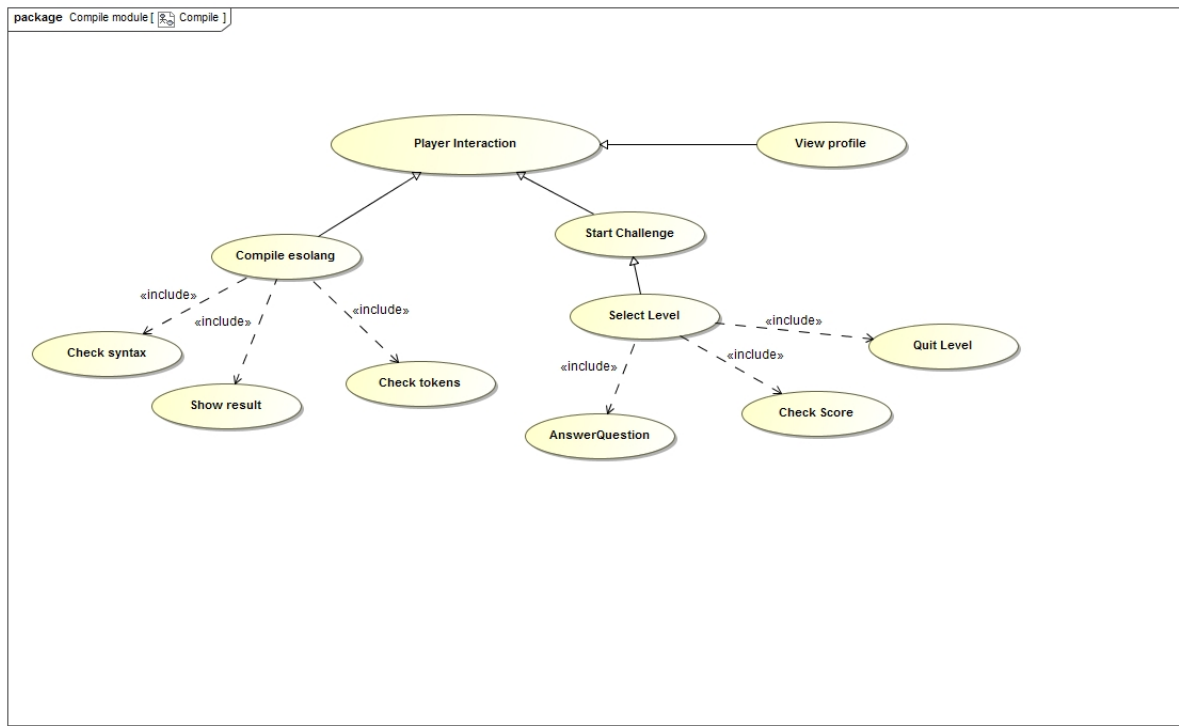 package Compile module [ Compile ]
Player Interaction
View profile
Start Challenge
Compile esolang
«include»
«include»
«include»
Select Level
«include»
Quit Level
Check syntax
«include»
«include»
Check tokens
Show result
Check Score
AnswerQuestion